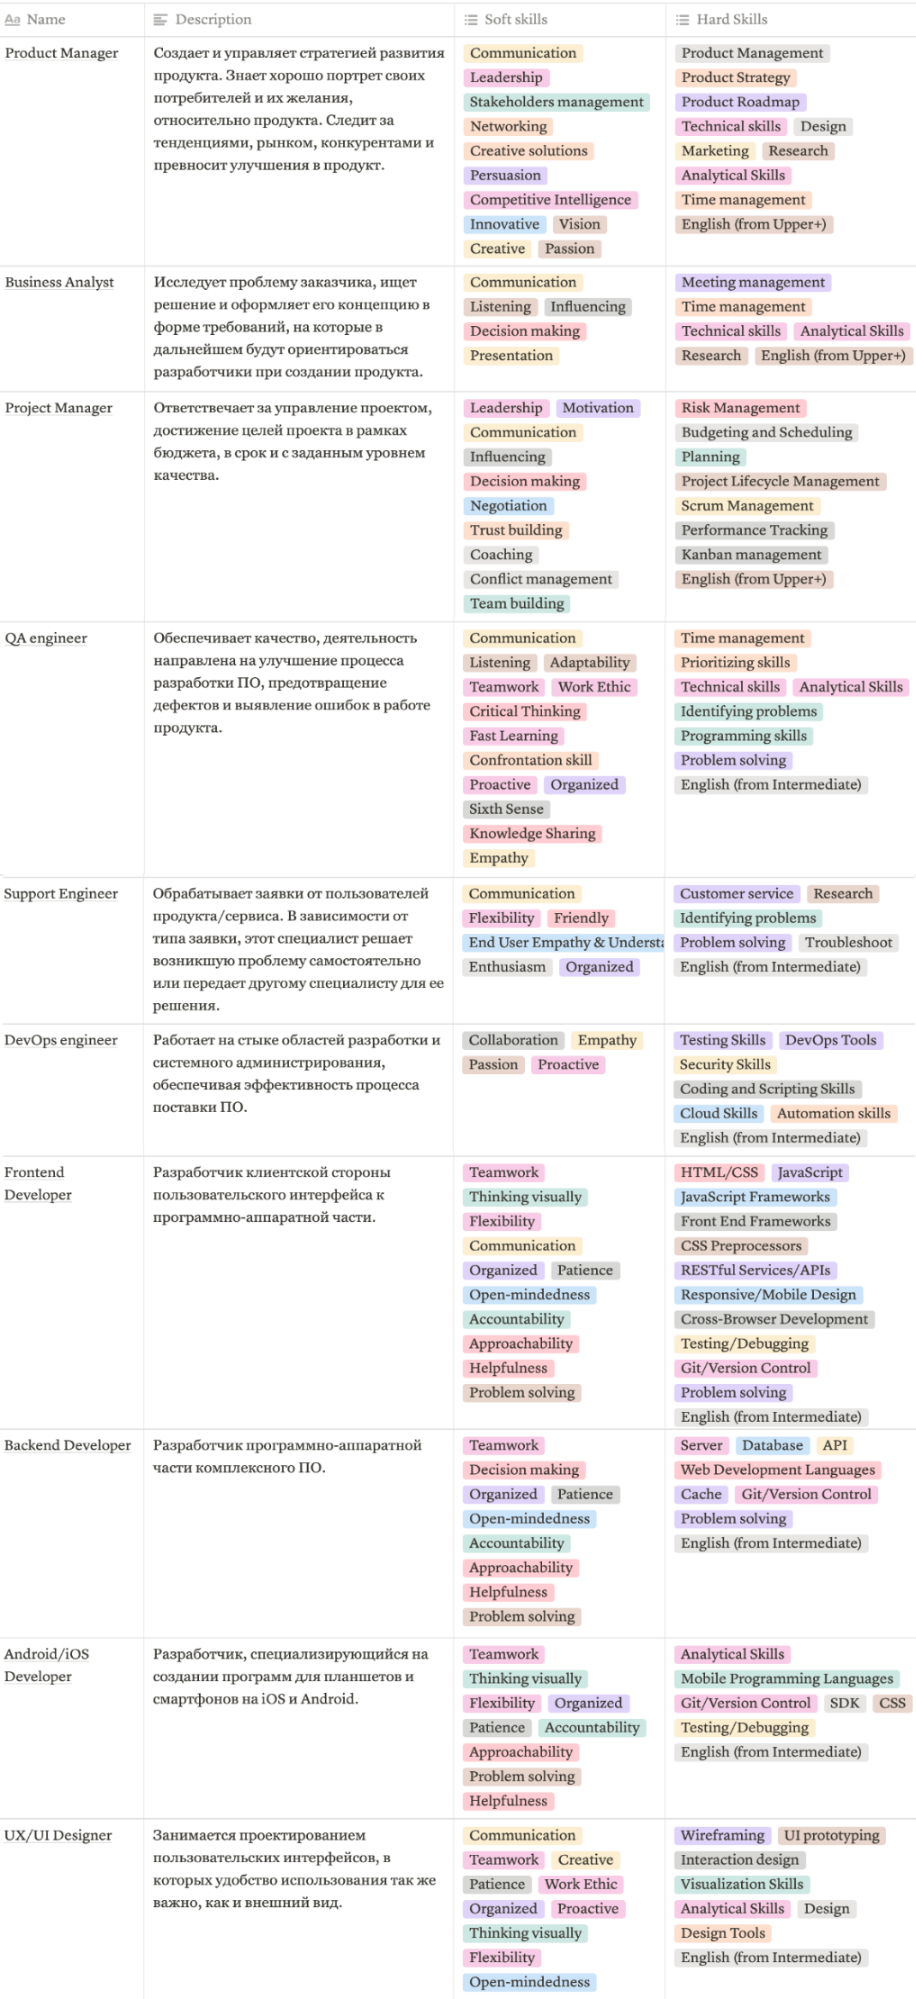 Aa Name Description Soft skills Hard Skills
Product Manager
Создает и управляет стратегией развития
продукта. Знает хорошо портрет своих
потребителей и их желания,
относительно продукта. Следит за
тенденциями, рынком, конкурентами и
превносит улучшения в продукт.
Communication
Leadership
Stakeholders management
Networking
Creative solutions
Persuasion
Competitive Intelligence
Innovative Vision
Creative Passion
Product Management
Product Strategy
Product Roadmap
Technical skills Design
Marketing Research
Analytical Skills
Time management
English (from Upper+)
Business Analyst
Исследует проблему заказчика, ищет
решение и оформляет его концепцию в
форме требований, на которые в
дальнейшем будут ориентироваться
разработчики при создании продукта.
Communication
Listening Influencing
Decision making
Presentation
Meeting management
Time management
Technical skills Analytical Skills
Research English (from Upper+)
Project Manager
Ответствечает за управление проектом,
достижение целей проекта в рамках
бюджета, в срок и с заданным уровнем
качества.
Leadership Motivation
Communication
Influencing
Decision making
Negotiation
Trust building
Coaching
Conflict management
Team building
Risk Management
Budgeting and Scheduling
Planning
Project Lifecycle Management
Scrum Management
Performance Tracking
Kanban management
English (from Upper+)
QA engineer
Обеспечивает качество, деятельность
направлена на улучшение процесса
разработки ПО, предотвращение
дефектов и выявление ошибок в работе
продукта.
Communication
Listening Adaptability
Teamwork Work Ethic
Critical Thinking
Fast Learning
Confrontation skill
Proactive Organized
Sixth Sense
Knowledge Sharing
Empathy
Time management
Prioritizing skills
Technical skills Analytical Skills
Identifying problems
Programming skills
Problem solving
English (from Intermediate)
Support Engineer
Обрабатывает заявки от пользователей
продукта/сервиса. В зависимости от
типа заявки, этот специалист решает
возникшую проблему самостоятельно
или передает другому специалисту для ее
решения.
Communication
Flexibility Friendly
End User Empathy & Understa
Enthusiasm Organized
Customer service Research
Identifying problems
Problem solving Troubleshoot
English (from Intermediate)
DevOps engineer
Работает на стыке областей разработки и
системного администрирования,
обеспечивая эффективность процесса
поставки ПО.
Collaboration Empathy
Passion Proactive
Testing Skills DevOps Tools
Security Skills
Coding and Scripting Skills
Cloud Skills Automation skills
English (from Intermediate)
Frontend
Developer
Разработчик клиентской стороны
пользовательского интерфейса к
программно-аппаратной части.
Teamwork
Thinking visually
Flexibility
Communication
Organized Patience
Open-mindedness
Accountability
Approachability
Helpfulness
Problem solving
HTML/CSS JavaScript
JavaScript Frameworks
Front End Frameworks
CSS Preprocessors
RESTful Services/APIs
Responsive/Mobile Design
Cross-Browser Development
Testing/Debugging
Git/Version Control
Problem solving
English (from Intermediate)
Backend Developer
Разработчик программно-аппаратной
части комплексного ПО.
Teamwork
Decision making
Organized Patience
Open-mindedness
Accountability
Approachability
Helpfulness
Problem solving
Server Database API
Web Development Languages
Cache Git/Version Control
Problem solving
English (from Intermediate)
Android/iOS
Developer
Разработчик, специализирующийся на
создании программ для планшетов и
смартфонов на iOS и Android.
Teamwork
Thinking visually
Flexibility Organized
Patience Accountability
Approachability
Problem solving
Helpfulness
Analytical Skills
Mobile Programming Languages
Git/Version Control SDK CSS
Testing/Debugging
English (from Intermediate)
UX/UI Designer
Занимается проектированием
пользовательских интерфейсов, в
которых удобство использования так же
важно, как и внешний вид.
Communication
Teamwork Creative
Patience Work Ethic
Organized Proactive
Thinking visually
Flexibility
Open-mindedness
Wireframing UI prototyping
Interaction design
Visualization Skills
Analytical Skills Design
Design Tools
English (from Intermediate)